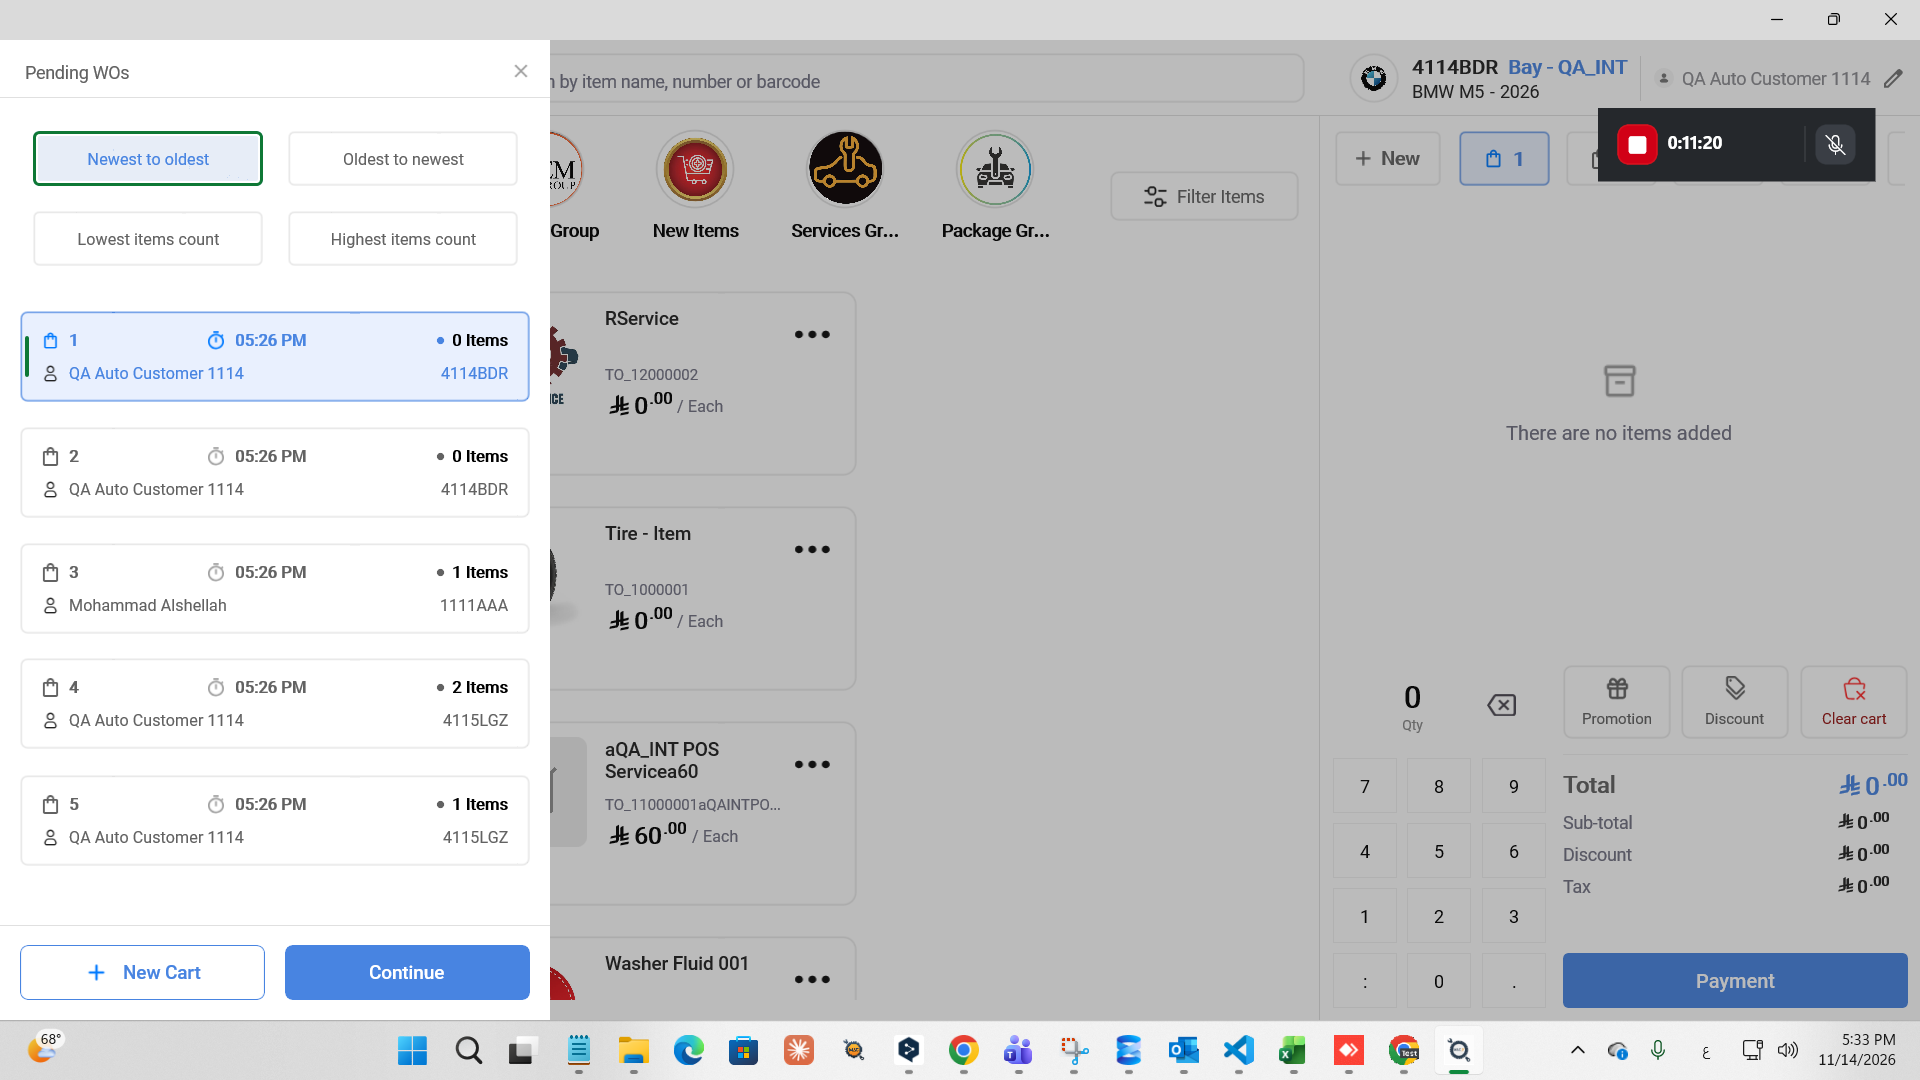 Pending WOs
Newest to oldest
Oldest to newest
Lowest items count
Highest items count
1
05:26 PM
0 Items
QA Auto Customer 1114
4114BDR
2
05:26 PM
0 Items
QA Auto Customer 1114
4114BDR
3
05:26 PM
1 Items
Mohammad Alshellah
1111AAA
4
05:26 PM
2 Items
QA Auto Customer 1114
4115LGZ
5
05:26 PM
1 Items
QA Auto Customer 1114
4115LGZ
New Cart
Continue
by item name, number or barcode
Group
New Items
Services Gr...
Package Gr...
Filter Items
RService
TO_12000002
0.00 / Each
Tire - Item
TO_1000001
0.00 / Each
aQA_INT POS
Servicea60
TO_11000001aQAINTPO...
60.00 / Each
Washer Fluid 001
4114BDR Bay - QA_INT
BMW M5 - 2026
QA Auto Customer 1114
0:11:20
+ New
1
There are no items added
0
Qty
Promotion
Discount
Clear cart
7 8 9
4 5 6
1 2 3
: 0 .
Total
0.00
Sub-total
0.00
Discount
0.00
Tax
0.00
Payment
68°
ع
5:33 PM
11/14/2026